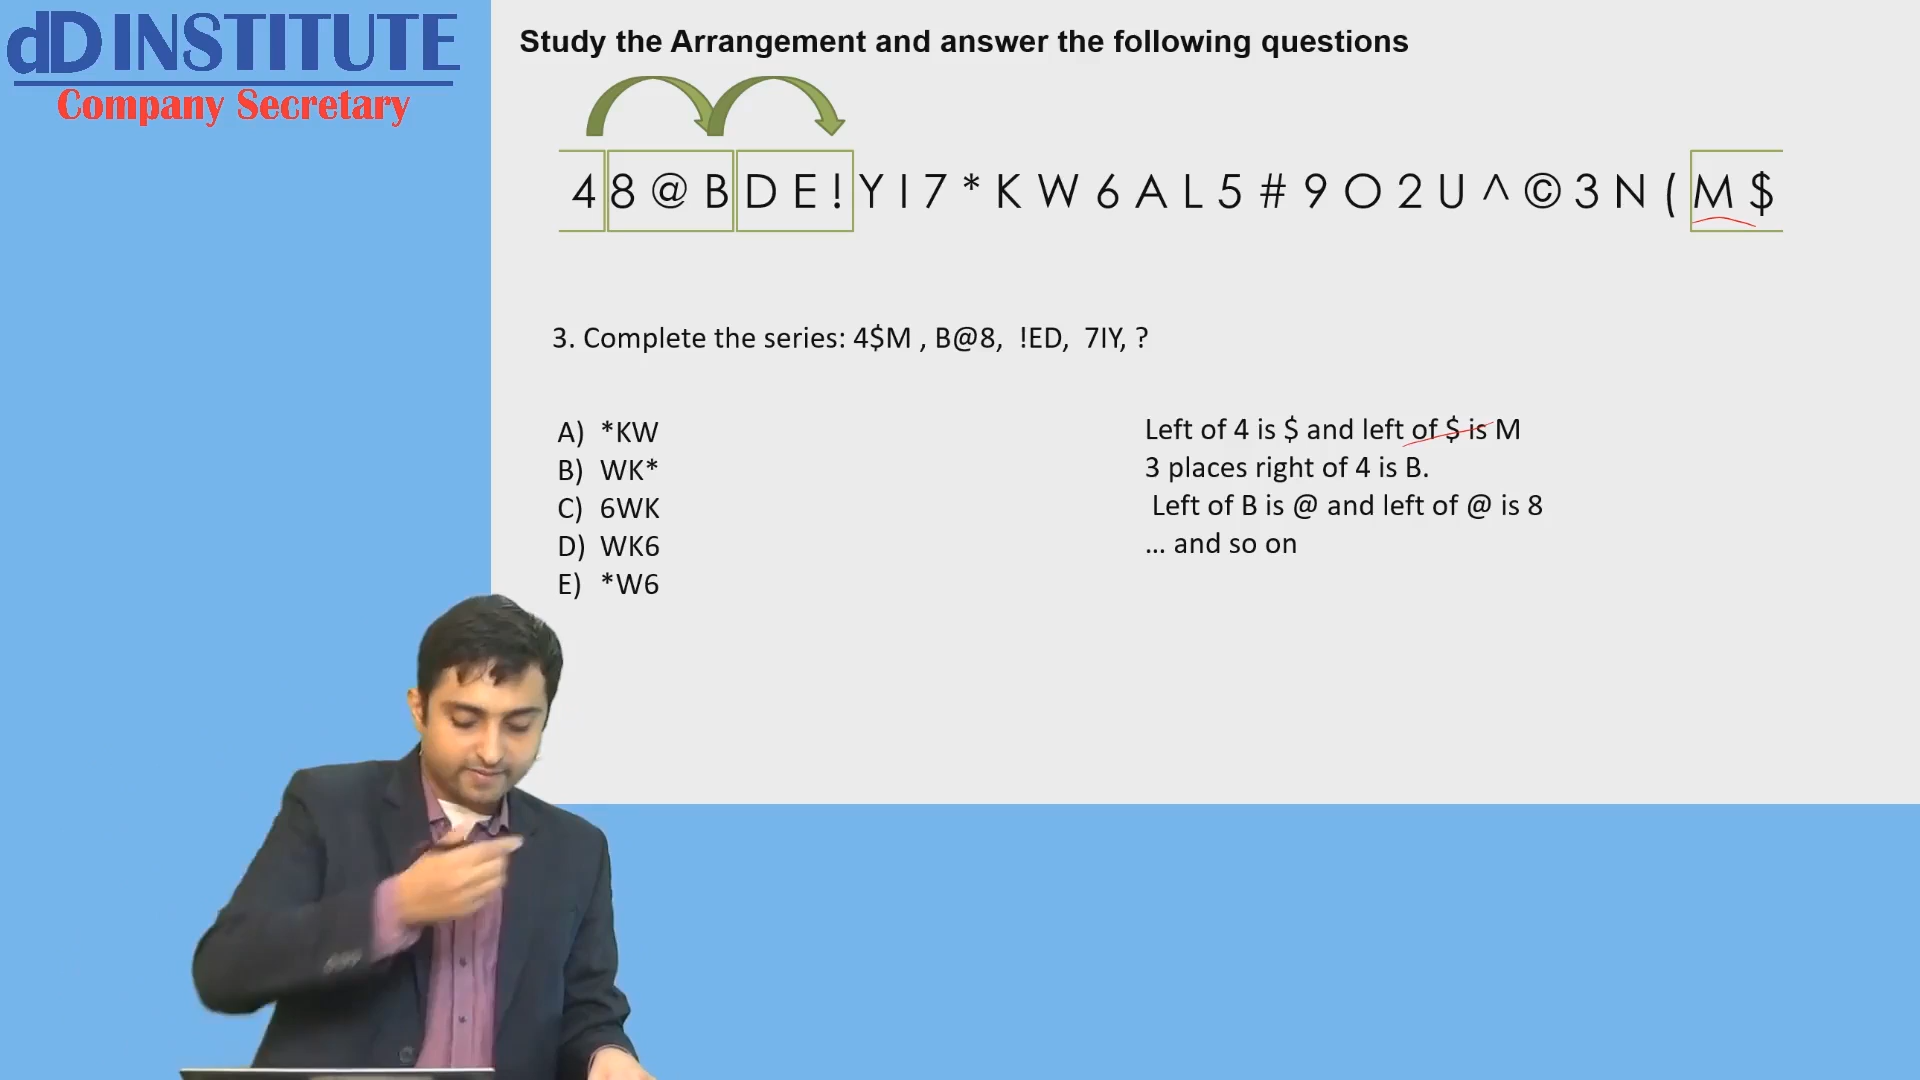 dD INSTITUTE
Company Secretary
Study the Arrangement and answer the following questions
4 8 @ B D E ! Y I 7 * K W 6 A L 5 # 9 O 2 U ^ © 3 N ( M $
3. Complete the series: 4$M , B@8, !ED, 7IY, ?
A) *KW
B) WK*
C) 6WK
D) WK6
E) *W6
Left of 4 is $ and left of $ is M
3 places right of 4 is B.
Left of B is @ and left of @ is 8
... and so on